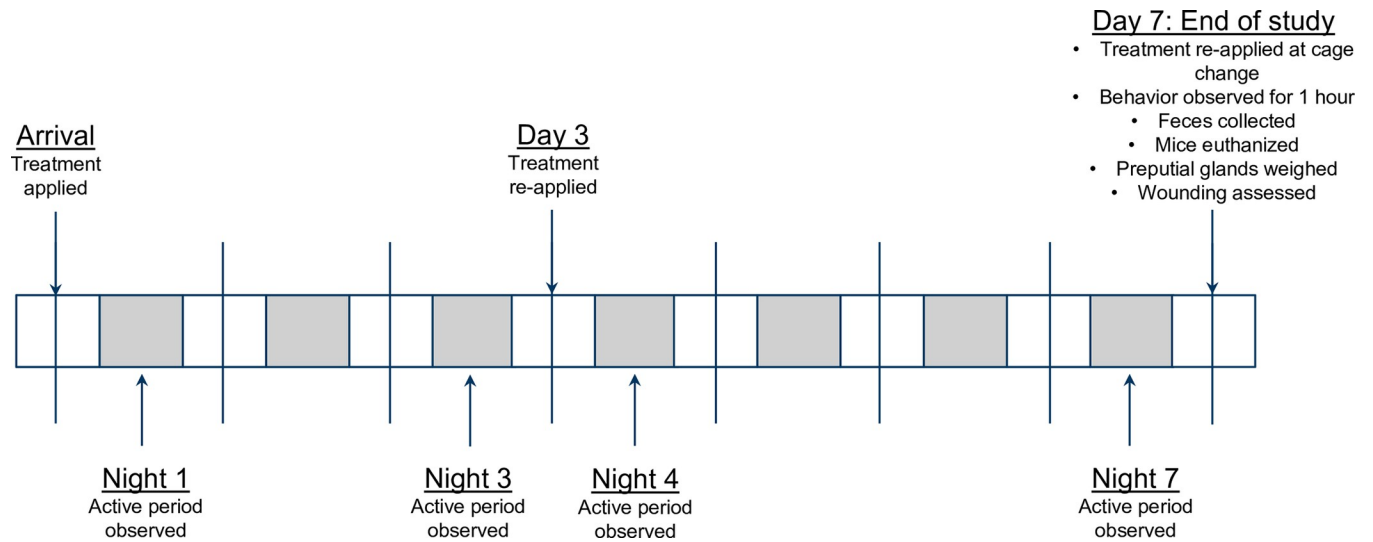 Day 7: End of study
• Treatment re-applied at cage
change
• Behavior observed for 1 hour
• Feces collected
• Mice euthanized
• Preputial glands weighed
• Wounding assessed
Arrival
Treatment
applied
Day 3
Treatment
re-applied
Night 1
Active period
observed
Night 3
Active period
observed
Night 4
Active period
observed
Night 7
Active period
observed